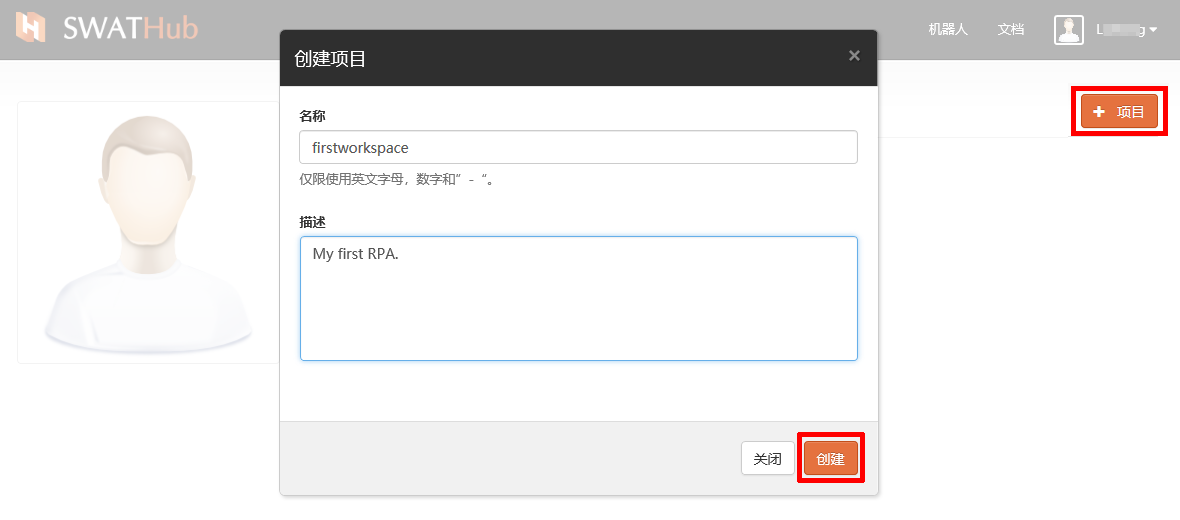 SWATHub
机器人
文档
创建项目
×
+ 项目
名称
firstworkspace
仅限使用英文字母，数字和”-“。
描述
My first RPA.
关闭
创建